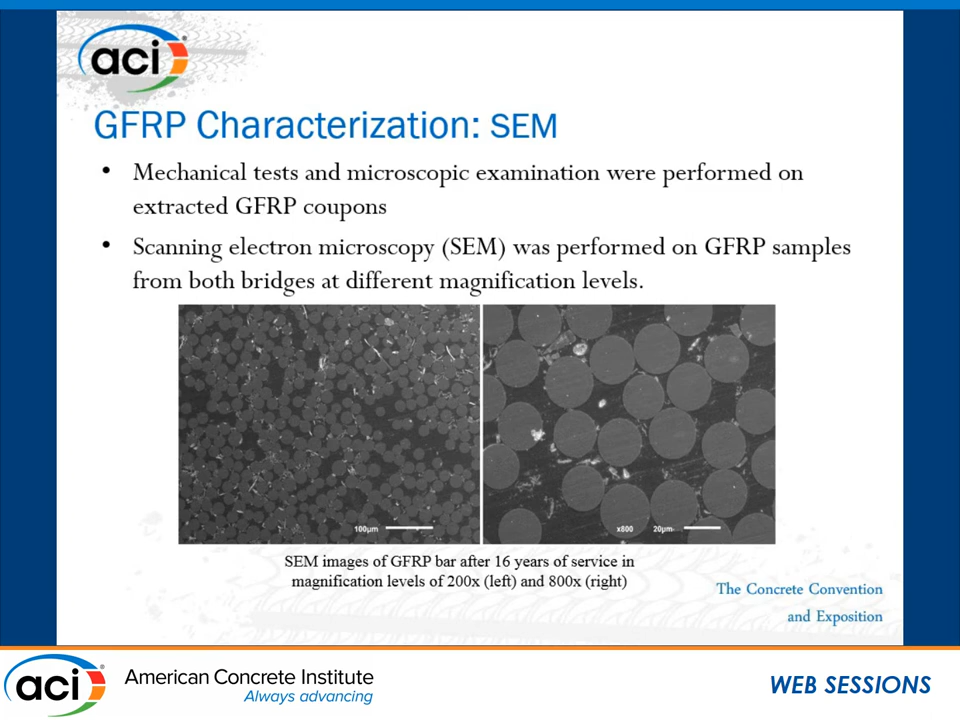 aci®
GFRP Characterization: SEM
• Mechanical tests and microscopic examination were performed on
extracted GFRP coupons
• Scanning electron microscopy (SEM) was performed on GFRP samples
from both bridges at different magnification levels.
100μm
x800 20μm
SEM images of GFRP bar after 16 years of service in
magnification levels of 200x (left) and 800x (right)
The Concrete Convention
and Exposition
aci®
American Concrete Institute
Always advancing
WEB SESSIONS